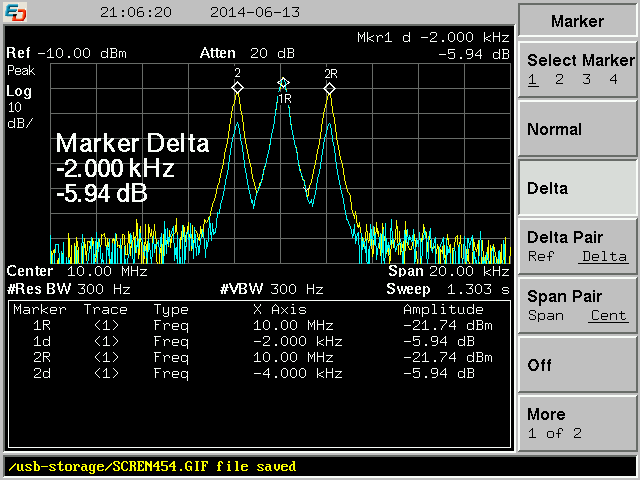 21:06:20 2014-06-13
Marker
Mkr1 d -2.000 kHz
Ref -10.00 dBm Atten 20 dB -5.94 dB
Peak
Log
10
dB/
2 2R
1R
Marker Delta
-2.000 kHz
-5.94 dB
Center 10.00 MHz Span 20.00 kHz
#Res BW 300 Hz #VBW 300 Hz Sweep 1.303 s
Marker Trace Type X Axis Amplitude
1R <1> Freq 10.00 MHz -21.74 dBm
1d <1> Freq -2.000 kHz -5.94 dB
2R <1> Freq 10.00 MHz -21.74 dBm
2d <1> Freq -4.000 kHz -5.94 dB
/usb-storage/SCREN454.GIF file saved
Select Marker
1 2 3 4
Normal
Delta
Delta Pair
Ref Delta
Span Pair
Span Cent
Off
More
1 of 2